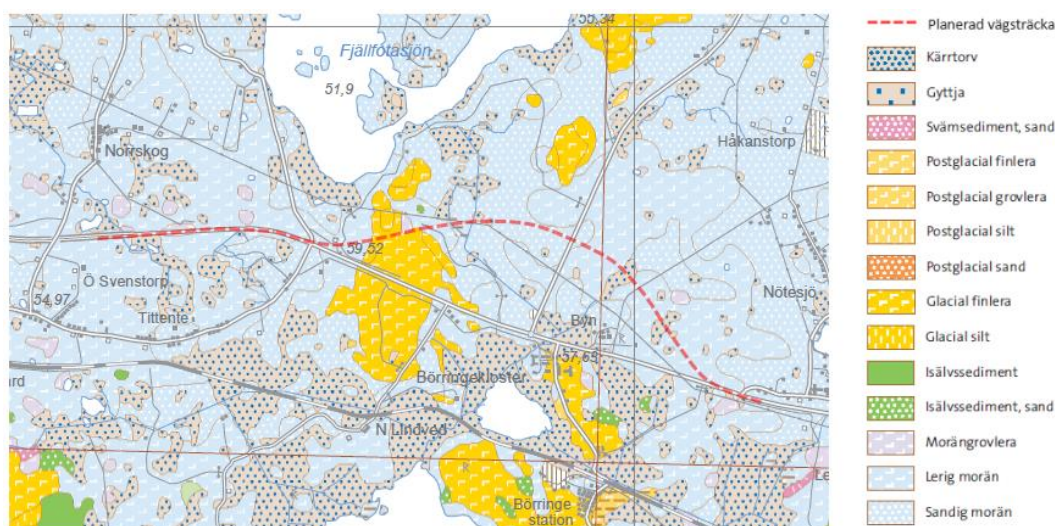 55,34
Fjällfotasjön
51,9
Norrskog
Håkanstorp
59,52
Ö Svenstorp
54,97
Tittente
Nötesjö
Byn
57,65
Börringekloster
N Lindved
Börringe
station
Planerad vägsträcka
Kärrtorv
Gyttja
Svämsediment, sand
Postglacial finlera
Postglacial grovlera
Postglacial silt
Postglacial sand
Glacial finlera
Glacial silt
Isälvssediment
Isälvssediment, sand
Morängrovlera
Lerig morän
Sandig morän